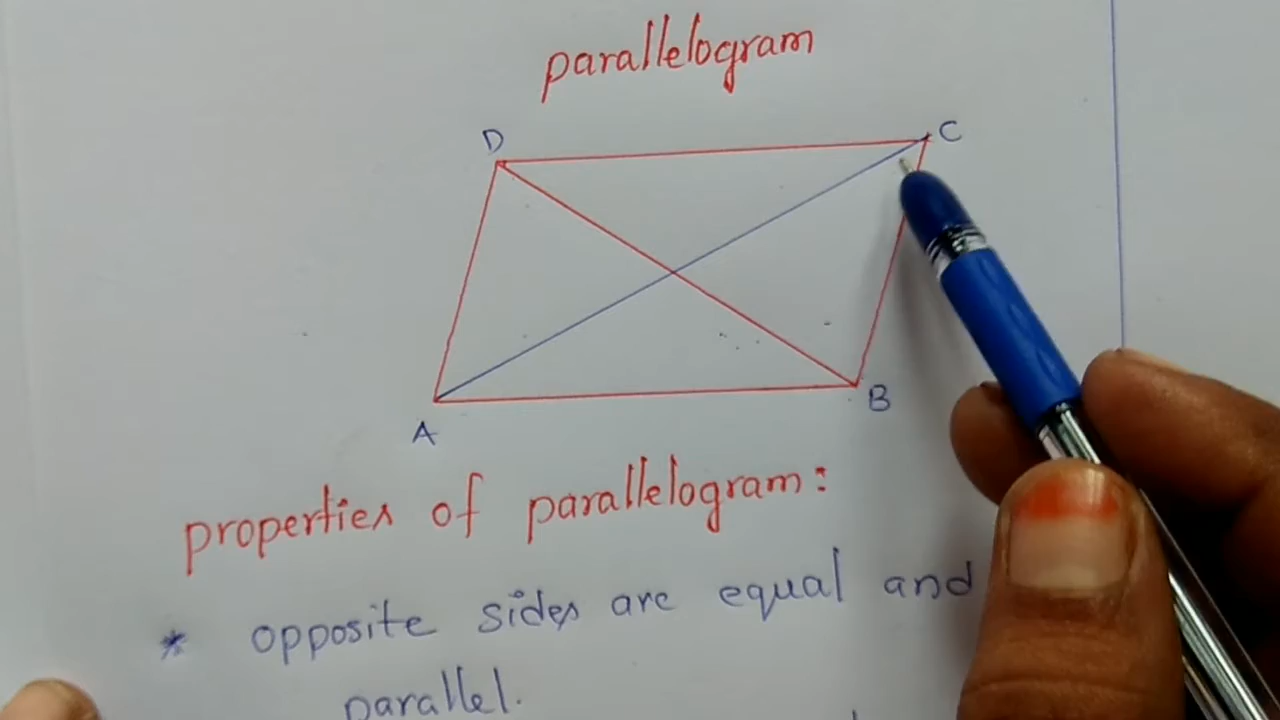 parallelogram
D
C
B
A
properties of parallelogram:
* opposite sides are equal and
parallel.